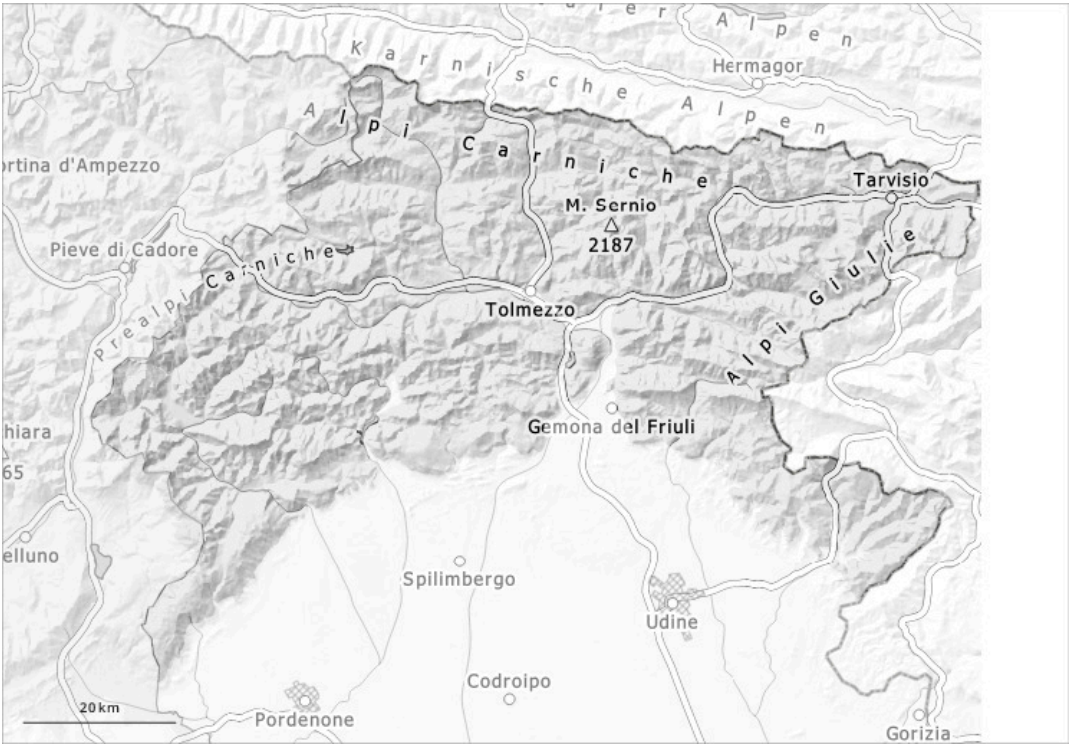 Alpen
Karnische Alpen
Hermagor
Alpi Carniche
ortina d'Ampezzo
Tarvisio
M. Sernio
2187
Pieve di Cadore
Prealpi Carniche
Alpi Giulie
Tolmezzo
Gemona del Friuli
hiara
65
elluno
Spilimbergo
Udine
Codroipo
20km
Pordenone
Gorizia